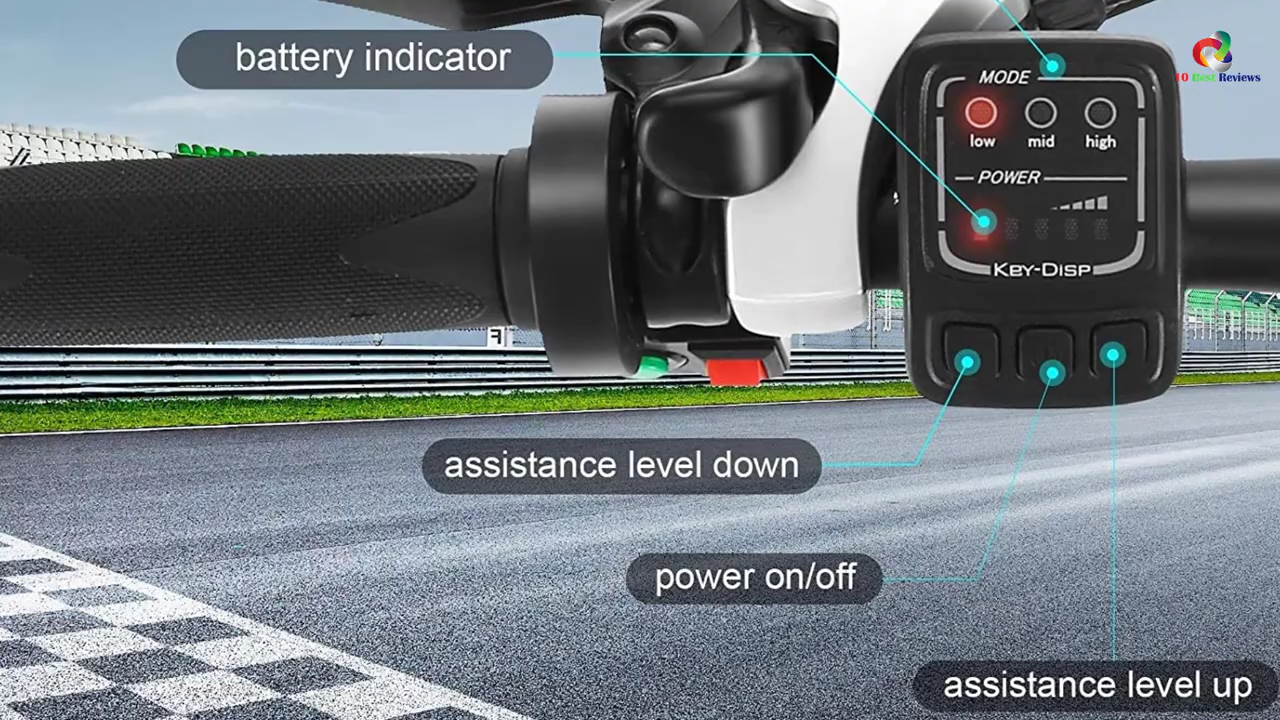 battery indicator
10 Best Reviews
MODE
low mid high
POWER
KEY-DISP
assistance level down
power on/off
assistance level up